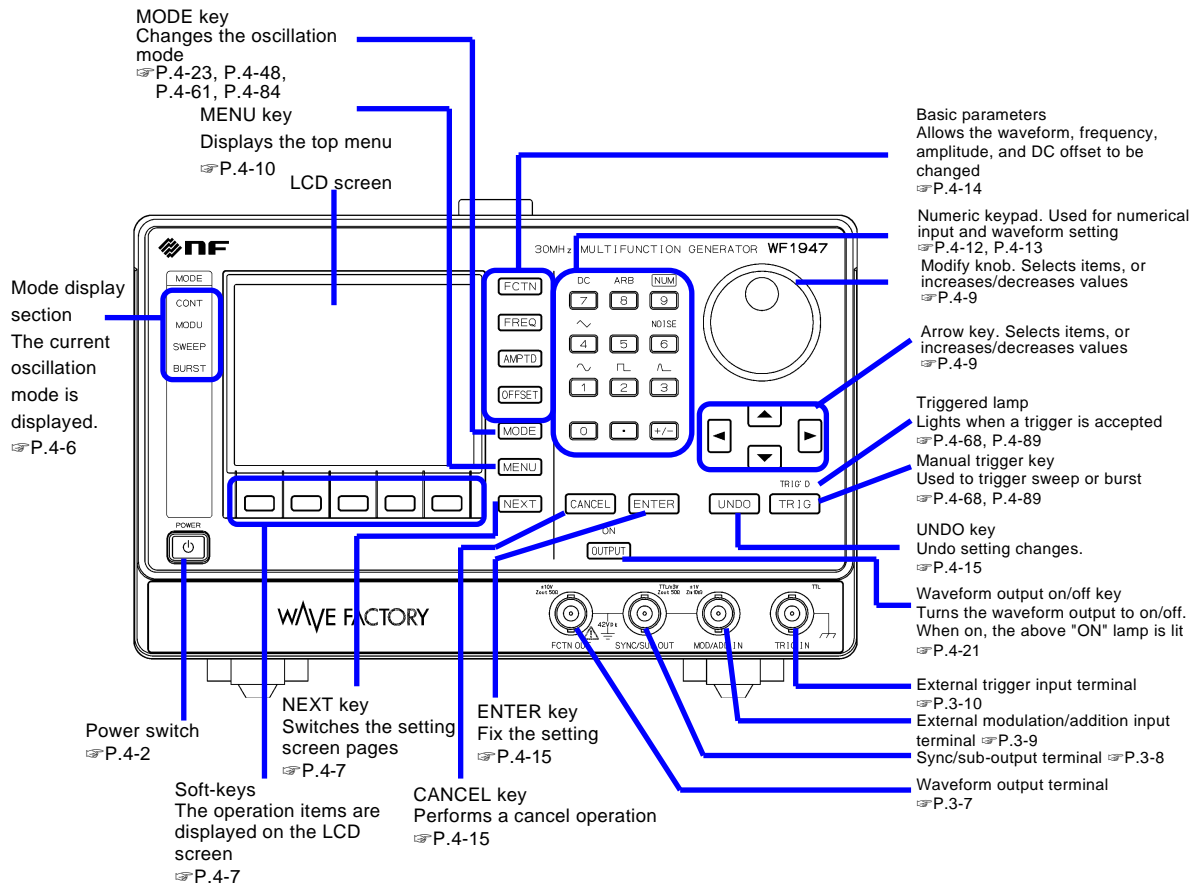 MODE key
Changes the oscillation
mode
☞P.4-23, P.4-48,
P.4-61, P.4-84
MENU key
Displays the top menu
☞P.4-10
LCD screen
Mode display
section
The current
oscillation
mode is
displayed.
☞P.4-6
nf
30MHz MULTIFUNCTION GENERATOR WF1947
MODE
CONT
MODU
SWEEP
BURST
POWER
FCTN
FREQ
AMPTD
OFFSET
MODE
MENU
NEXT
DC ARB NUM
7 8 9
NOISE
4 5 6
1 2 3
0 · +/-
CANCEL ENTER
UNDO TRIG
TRIG'D
ON
OUTPUT
WAVE FACTORY
±10V
Zout 50Ω
TTL/±3V
Zout 50Ω
±1V
TTL
42V
FCTN OUT SYNC/SUB OUT MOD/ADD IN TRIG IN
Basic parameters
Allows the waveform, frequency,
amplitude, and DC offset to be
changed
☞P.4-14
Numeric keypad. Used for numerical
input and waveform setting
☞P.4-12, P.4-13
Modify knob. Selects items, or
increases/decreases values
☞P.4-9
Arrow key. Selects items, or
increases/decreases values
☞P.4-9
Triggered lamp
Lights when a trigger is accepted
☞P.4-68, P.4-89
Manual trigger key
Used to trigger sweep or burst
☞P.4-68, P.4-89
UNDO key
Undo setting changes.
☞P.4-15
Waveform output on/off key
Turns the waveform output to on/off.
When on, the above "ON" lamp is lit
☞P.4-21
External trigger input terminal
☞P.3-10
External modulation/addition input
terminal ☞P.3-9
Sync/sub-output terminal ☞P.3-8
Waveform output terminal
☞P.3-7
Power switch
☞P.4-2
Soft-keys
The operation items are
displayed on the LCD
screen
☞P.4-7
NEXT key
Switches the setting
screen pages
☞P.4-7
CANCEL key
Performs a cancel operation
☞P.4-15
ENTER key
Fix the setting
☞P.4-15